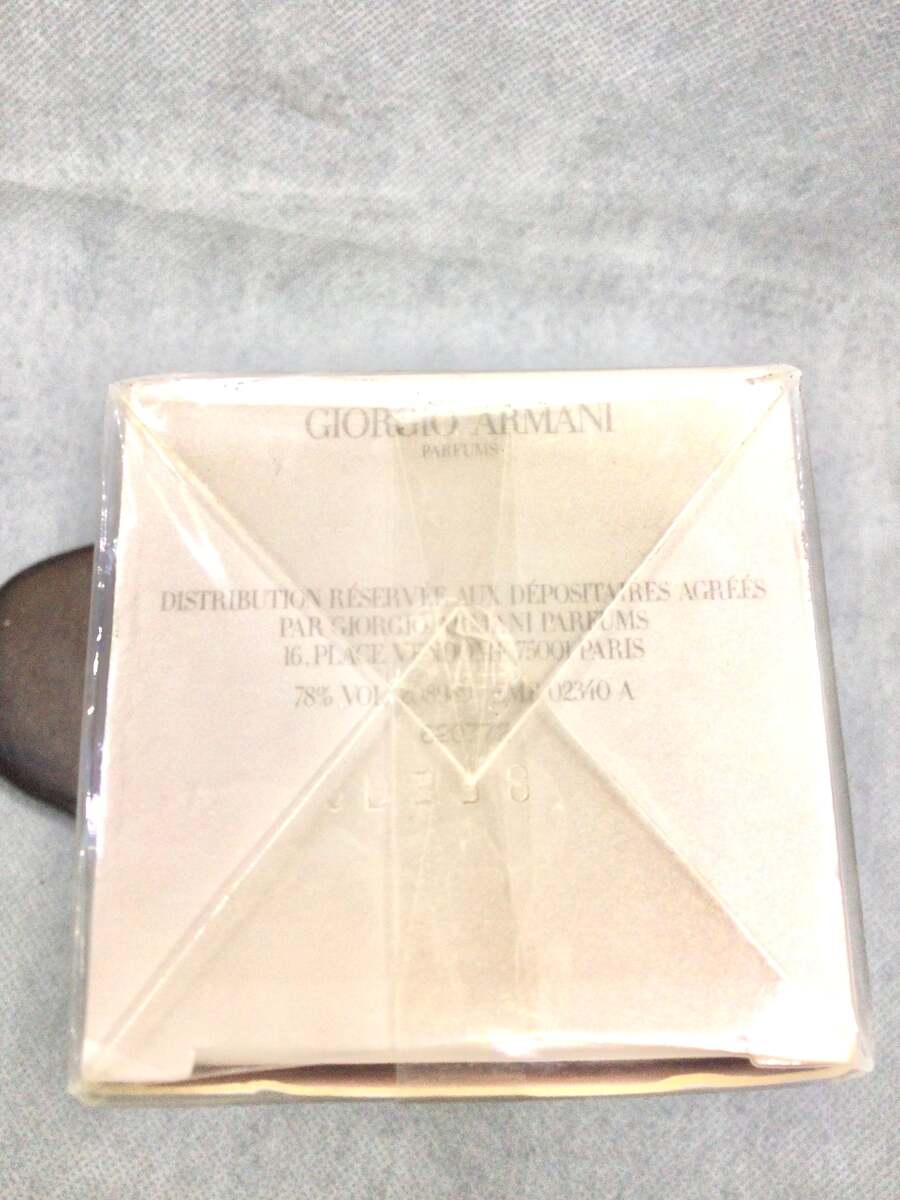 GIORGIO ARMANI
PARFUMS
DISTRIBUTION RÉSERVÉE AUX DÉPOSITAIRES AGRÉÉS
PAR GIORGIO ARMANI PARFUMS
16, PLACE VENDOME 75001 PARIS
78% VOL. 02340 A